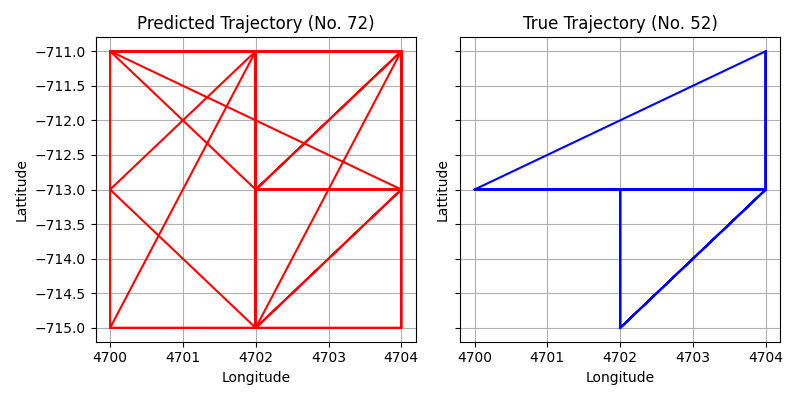 Predicted Trajectory (No. 72)
True Trajectory (No. 52)
Lattitude
−711.0
−711.5
−712.0
−712.5
−713.0
−713.5
−714.0
−714.5
−715.0
4700 4701 4702 4703 4704
Longitude
Lattitude
4700 4701 4702 4703 4704
Longitude